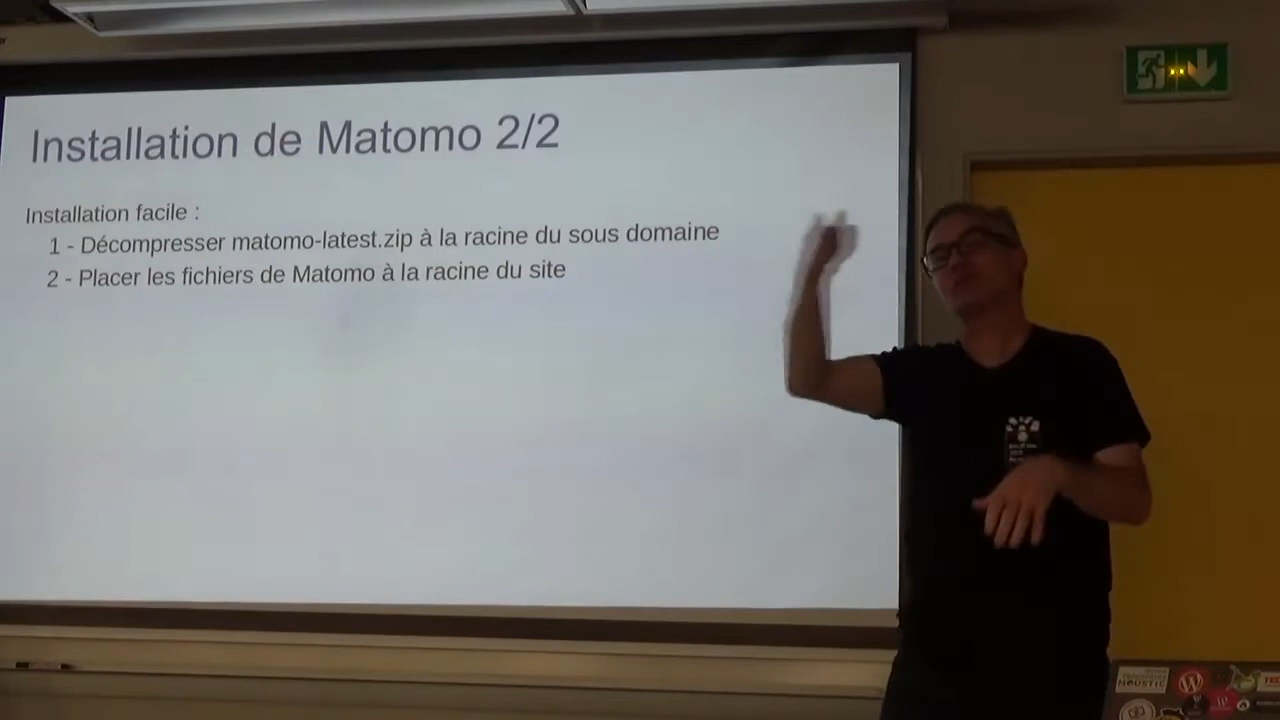 Installation de Matomo 2/2
Installation facile :
1 - Décompresser matomo-latest.zip à la racine du sous domaine
2 - Placer les fichiers de Matomo à la racine du site
MOUSTIC